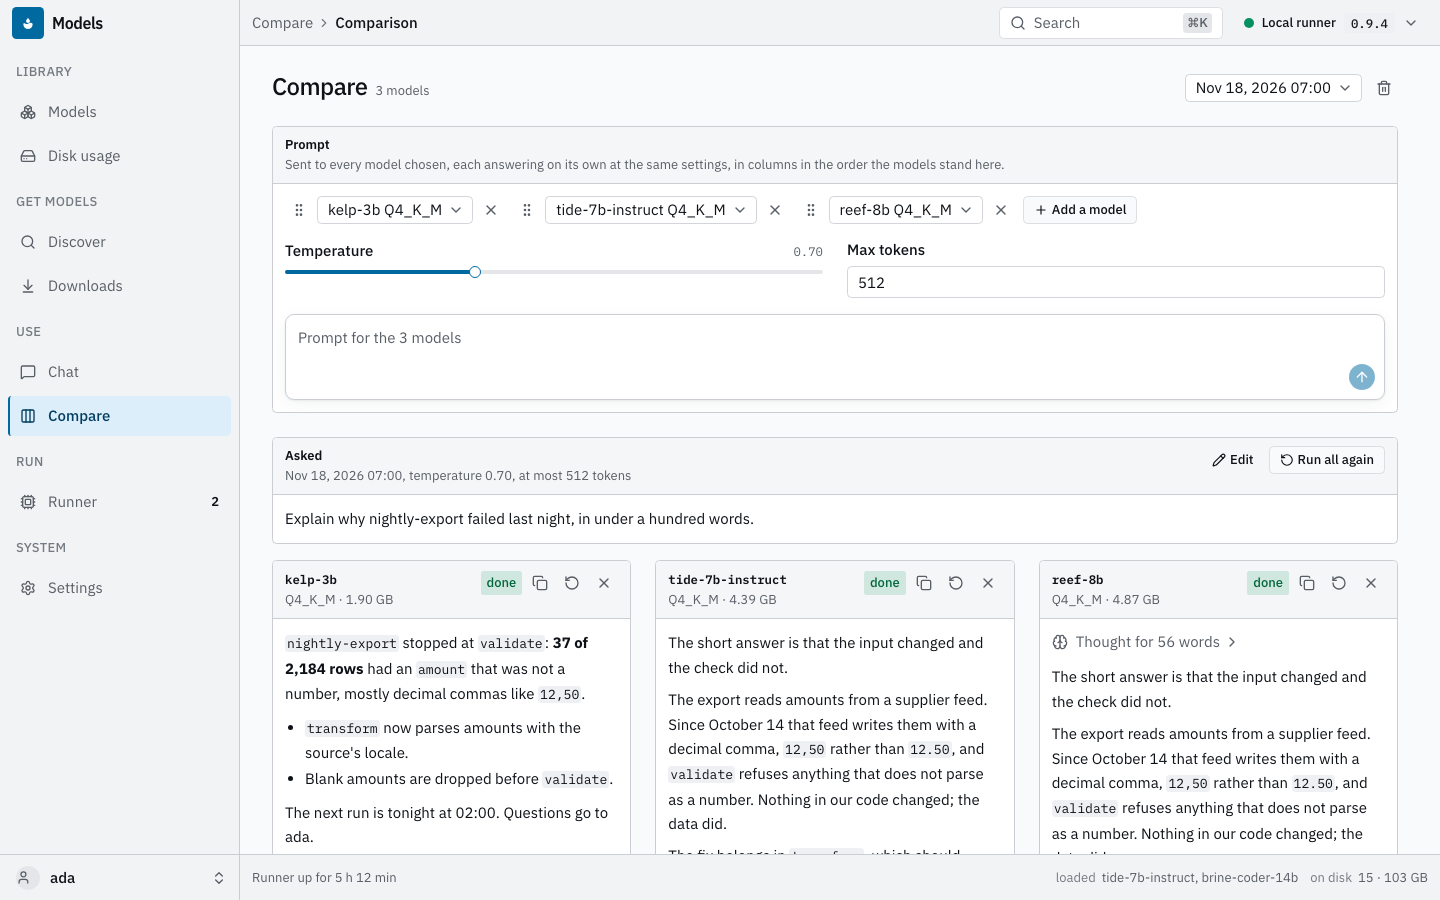 Models
LIBRARY
Models
Disk usage
GET MODELS
Discover
Downloads
USE
Chat
Compare
RUN
Runner 2
SYSTEM
Settings
ada
Compare > Comparison
Search ⌘K
Local runner 0.9.4
Compare 3 models
Nov 18, 2026 07:00
Prompt
Sent to every model chosen, each answering on its own at the same settings, in columns in the order the models stand here.
kelp-3b Q4_K_M
tide-7b-instruct Q4_K_M
reef-8b Q4_K_M
Add a model
Temperature 0.70
Max tokens
512
Prompt for the 3 models
Asked
Nov 18, 2026 07:00, temperature 0.70, at most 512 tokens
Edit
Run all again
Explain why nightly-export failed last night, in under a hundred words.
kelp-3b
Q4_K_M · 1.90 GB
done
nightly-export stopped at validate: 37 of
2,184 rows had an amount that was not a
number, mostly decimal commas like 12,50.
• transform now parses amounts with the
source's locale.
• Blank amounts are dropped before validate.
The next run is tonight at 02:00. Questions go to
ada.
tide-7b-instruct
Q4_K_M · 4.39 GB
done
The short answer is that the input changed and
the check did not.
The export reads amounts from a supplier feed.
Since October 14 that feed writes them with a
decimal comma, 12,50 rather than 12.50, and
validate refuses anything that does not parse
as a number. Nothing in our code changed; the
data did.
reef-8b
Q4_K_M · 4.87 GB
done
Thought for 56 words
The short answer is that the input changed and
the check did not.
The export reads amounts from a supplier feed.
Since October 14 that feed writes them with a
decimal comma, 12,50 rather than 12.50, and
validate refuses anything that does not parse
as a number. Nothing in our code changed; the
Runner up for 5 h 12 min
loaded tide-7b-instruct, brine-coder-14b on disk 15 · 103 GB